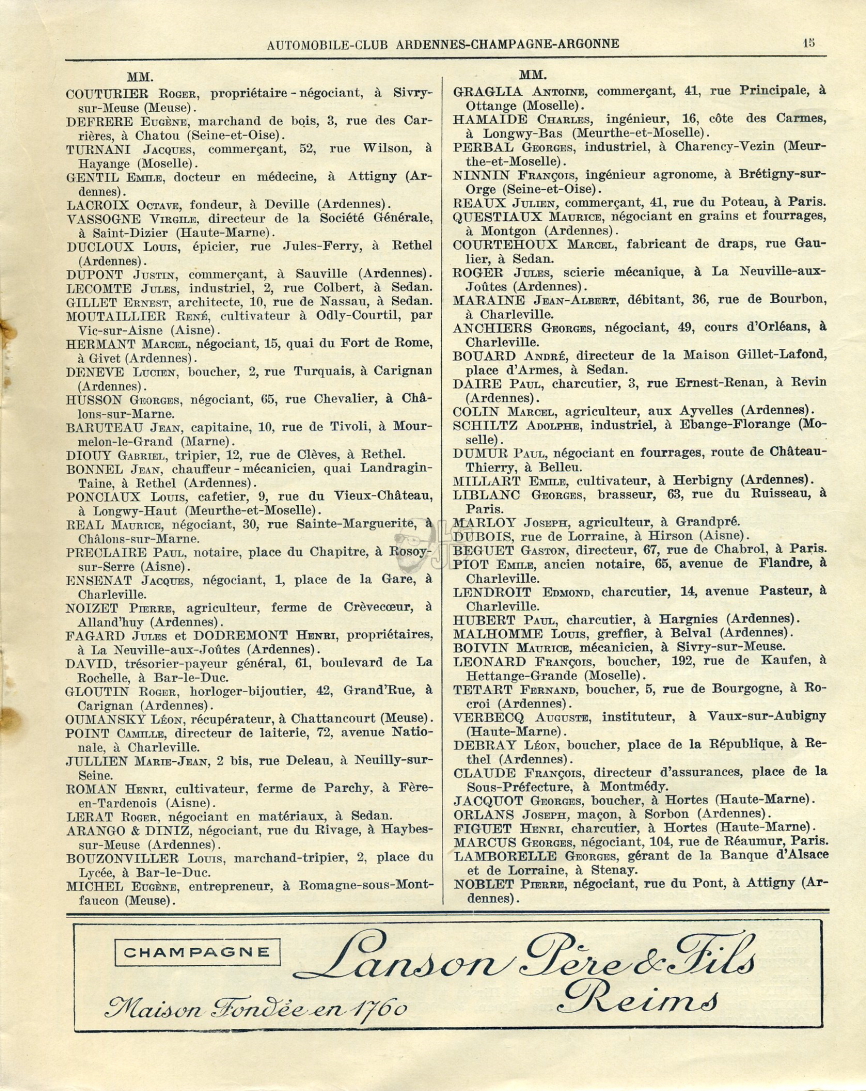 AUTOMOBILE-CLUB ARDENNES-CHAMPAGNE-ARGONNE 15
MM.
COUTURIER ROGER, propriétaire-négociant, à Sivry-
sur-Meuse (Meuse).
DEFRERE EUGÈNE, marchand de bois, 3, rue des Car-
rières, à Chatou (Seine-et-Oise).
TURNANI JACQUES, commerçant, 52, rue Wilson, à
Hayange (Moselle).
GENTIL EMILE, docteur en médecine, à Attigny (Ar-
dennes).
LACROIX OCTAVE, fondeur, à Deville (Ardennes).
VASSOGNE VIRGILE, directeur de la Société Générale,
à Saint-Dizier (Haute-Marne).
DUCLOUX LOUIS, épicier, rue Jules-Ferry, à Rethel
(Ardennes).
DUPONT JUSTIN, commerçant, à Sauville (Ardennes).
LECOMTE JULES, industriel, 2, rue Colbert, à Sedan.
GILLET ERNEST, architecte, 10, rue de Nassau, à Sedan.
MOUTAILLIER RENÉ, cultivateur à Odly-Courtil, par
Vic-sur-Aisne (Aisne).
HERMANT MARCEL, négociant, 15, quai du Fort de Rome,
à Givet (Ardennes).
DENEVE LUCIEN, boucher, 2, rue Turquais, à Carignan
(Ardennes).
HUSSON GEORGES, négociant, 65, rue Chevalier, à Châ-
lons-sur-Marne.
BARUTEAU JEAN, capitaine, 10, rue de Tivoli, à Mour-
melon-le-Grand (Marne).
DIOUY GABRIEL, tripier, 12, rue de Clèves, à Rethel.
BONNEL JEAN, chauffeur-mécanicien, quai Landragin-
Taine, à Rethel (Ardennes).
PONCIAUX LOUIS, cafetier, 9, rue du Vieux-Château,
à Longwy-Haut (Meurthe-et-Moselle).
REAL MAURICE, négociant, 30, rue Sainte-Marguerite, à
Châlons-sur-Marne.
PRECLAIRE PAUL, notaire, place du Chapitre, à Rosoy-
sur-Serre (Aisne).
ENSENAT JACQUES, négociant, 1, place de la Gare, à
Charleville.
NOIZET PIERRE, agriculteur, ferme de Crèvecœur, à
Alland'huy (Ardennes).
FAGARD JULES et DODREMONT HENRI, propriétaires,
à La Neuville-aux-Joûtes (Ardennes).
DAVID, trésorier-payeur général, 61, boulevard de La
Rochelle, à Bar-le-Duc.
GLOUTIN ROGER, horloger-bijoutier, 42, Grand'Rue, à
Carignan (Ardennes).
OUMANSKY LÉON, récupérateur, à Chattancourt (Meuse).
POINT CAMILLE, directeur de laiterie, 72, avenue Natio-
nale, à Charleville.
JULLIEN MARIE-JEAN, 2 bis, rue Deleau, à Neuilly-sur-
Seine.
ROMAN HENRI, cultivateur, ferme de Parchy, à Fère-
en-Tardenois (Aisne).
LERAT ROGER, négociant en matériaux, à Sedan.
ARANGO & DINIZ, négociant, rue du Rivage, à Haybes-
sur-Meuse (Ardennes).
BOUZONVILLER LOUIS, marchand-tripier, 2, place du
Lycée, à Bar-le-Duc.
MICHEL EUGÈNE, entrepreneur, à Romagne-sous-Mont-
faucon (Meuse).
MM.
GRAGLIA ANTOINE, commerçant, 41, rue Principale, à
Ottange (Moselle).
HAMAIDE CHARLES, ingénieur, 16, côte des Carmes,
à Longwy-Bas (Meurthe-et-Moselle).
PERBAL GEORGES, industriel, à Charency-Vezin (Meur-
the-et-Moselle).
NINNIN FRANÇOIS, ingénieur agronome, à Brétigny-sur-
Orge (Seine-et-Oise).
REAUX JULIEN, commerçant, 41, rue du Poteau, à Paris.
QUESTIAUX MAURICE, négociant en grains et fourrages,
à Montgon (Ardennes).
COURTEHOUX MARCEL, fabricant de draps, rue Gau-
lier, à Sedan.
ROGER JULES, scierie mécanique, à La Neuville-aux-
Joûtes (Ardennes).
MARAINE JEAN-ALBERT, débitant, 36, rue de Bourbon,
à Charleville.
ANCHIERS GEORGES, négociant, 49, cours d'Orléans, à
Charleville.
BOUARD ANDRÉ, directeur de la Maison Gillet-Lafond,
place d'Armes, à Sedan.
DAIRE PAUL, charcutier, 3, rue Ernest-Renan, à Revin
(Ardennes).
COLIN MARCEL, agriculteur, aux Ayvelles (Ardennes).
SCHILTZ ADOLPHE, industriel, à Ebange-Florange (Mo-
selle).
DUMUR PAUL, négociant en fourrages, route de Château-
Thierry, à Belleu.
MILLART EMILE, cultivateur, à Herbigny (Ardennes).
LIBLANC GEORGES, brasseur, 63, rue du Ruisseau, à
Paris.
MARLOY JOSEPH, agriculteur, à Grandpré.
DUBOIS, rue de Lorraine, à Hirson (Aisne).
BEGUET GASTON, directeur, 67, rue de Chabrol, à Paris.
PIOT EMILE, ancien notaire, 65, avenue de Flandre, à
Charleville.
LENDROIT EDMOND, charcutier, 14, avenue Pasteur, à
Charleville.
HUBERT PAUL, charcutier, à Hargnies (Ardennes).
MALHOMME LOUIS, greffier, à Belval (Ardennes).
BOIVIN MAURICE, mécanicien, à Sivry-sur-Meuse.
LEONARD FRANÇOIS, boucher, 192, rue de Kaufen, à
Hettange-Grande (Moselle).
TETART FERNAND, boucher, 5, rue de Bourgogne, à Ro-
croi (Ardennes).
VERBECQ AUGUSTE, instituteur, à Vaux-sur-Aubigny
(Haute-Marne).
DEBRAY LÉON, boucher, place de la République, à Re-
thel (Ardennes).
CLAUDE FRANÇOIS, directeur d'assurances, place de la
Sous-Préfecture, à Montmédy.
JACQUOT GEORGES, boucher, à Hortes (Haute-Marne).
ORLANS JOSEPH, maçon, à Sorbon (Ardennes).
FIGUET HENRI, charcutier, à Hortes (Haute-Marne).
MARCUS GEORGES, négociant, 104, rue de Réaumur, Paris.
LAMBORELLE GEORGES, gérant de la Banque d'Alsace
et de Lorraine, à Stenay.
NOBLET PIERRE, négociant, rue du Pont, à Attigny (Ar-
dennes).
CHAMPAGNE Lanson Père & Fils
Maison Fondée en 1760 Reims